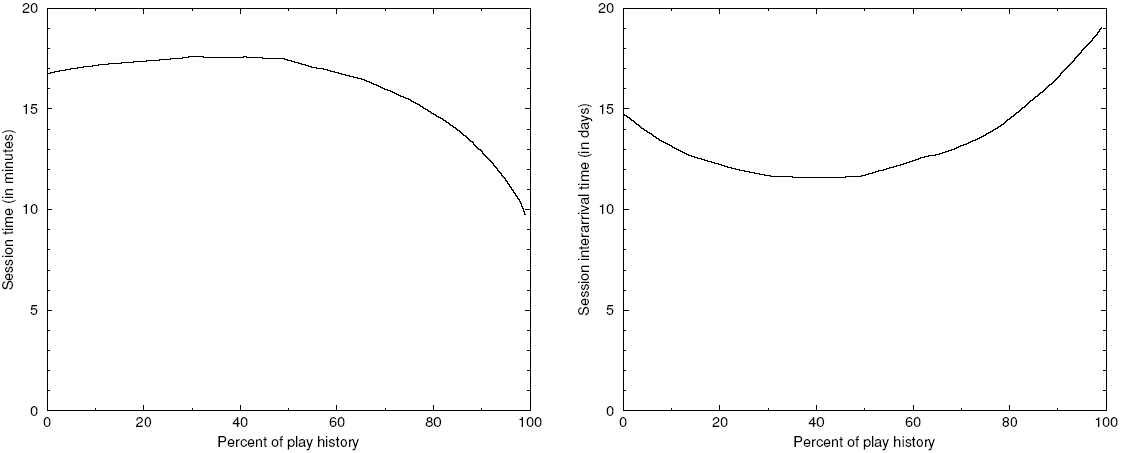 20
15
10
5
0
Session time (in minutes)
0 20 40 60 80 100
Percent of play history
20
15
10
5
0
Session interarrival time (in days)
0 20 40 60 80 100
Percent of play history